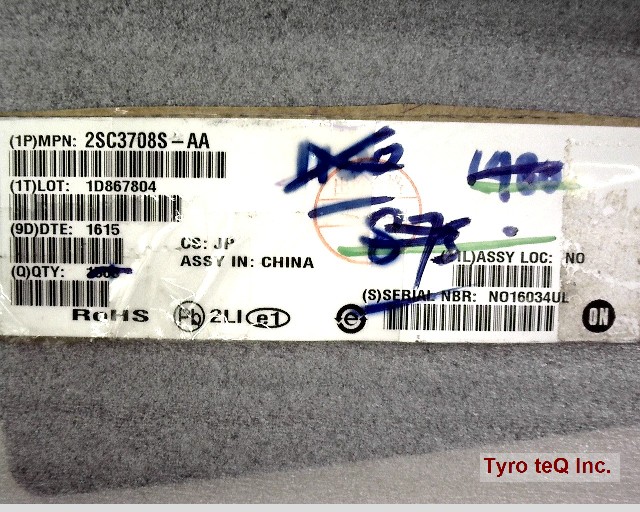 (1P)MPN: 2SC3708S-AA
(1T)LOT: 1D867804
(9D)DTE: 1615
CS: JP
ASSY IN: CHINA
ASSY LOC: NO
(Q)QTY:
(S)SERIAL NBR: NO16034UL
RoHS Pb 2LI e1 e ON
Tyro teQ Inc.